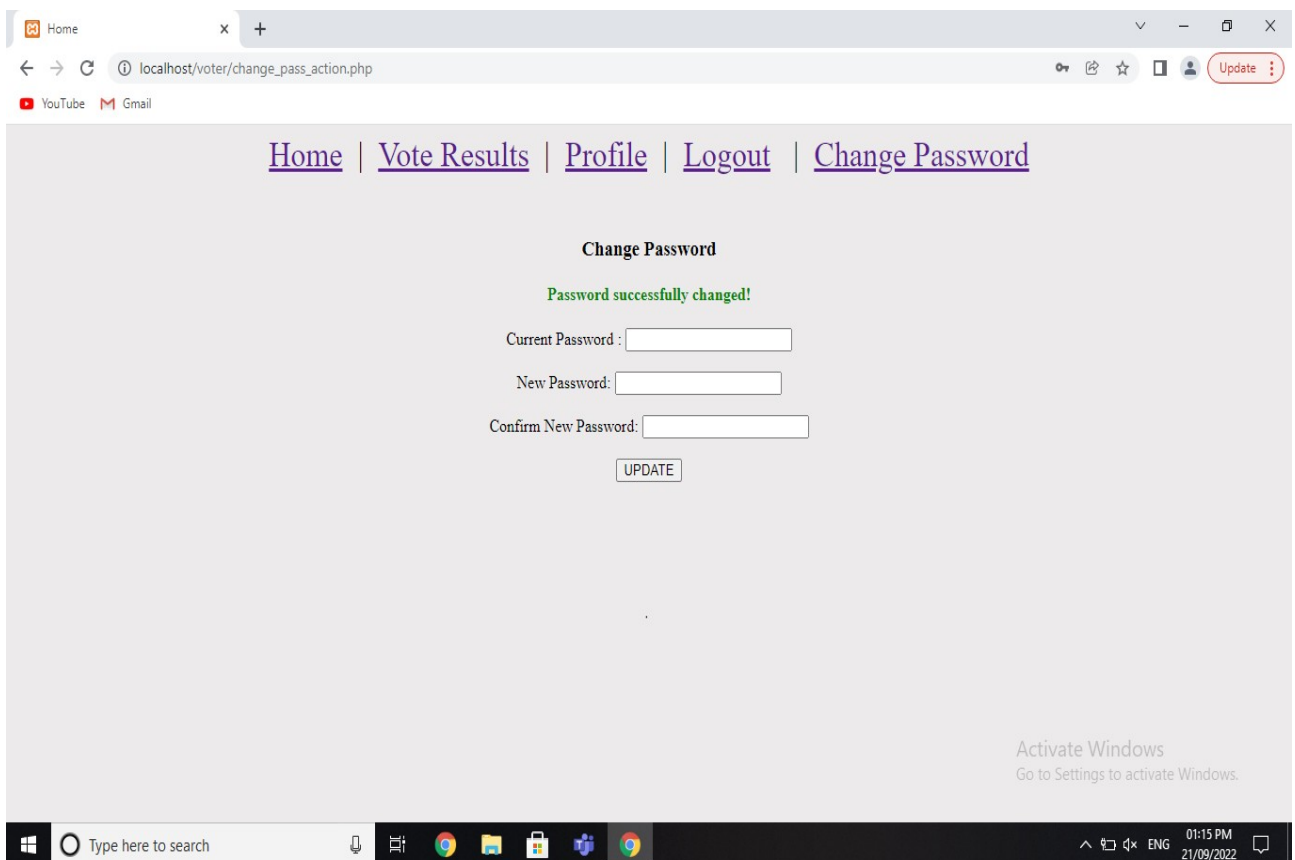 Home
localhost/voter/change_pass_action.php
Update
YouTube Gmail
Home | Vote Results | Profile | Logout | Change Password
Change Password
Password successfully changed!
Current Password :
New Password:
Confirm New Password:
UPDATE
Activate Windows
Go to Settings to activate Windows.
Type here to search
ENG
01:15 PM
21/09/2022